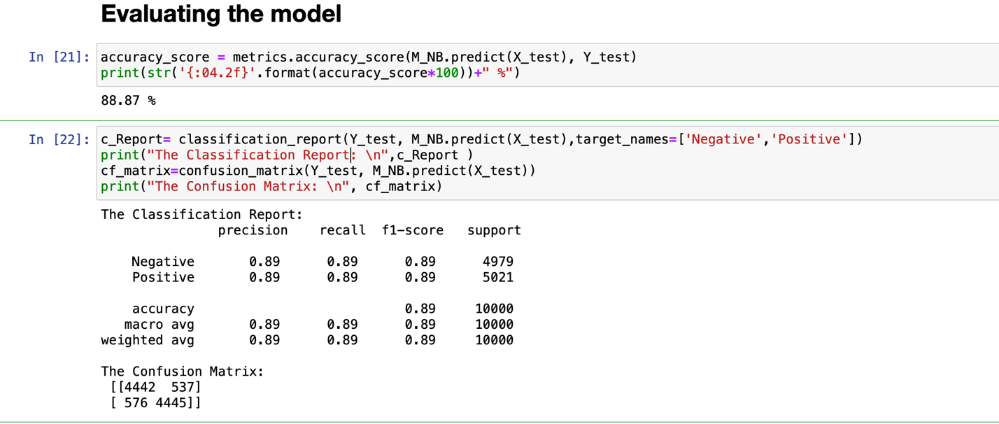 Evaluating the model
In [21]: accuracy_score = metrics.accuracy_score(M_NB.predict(X_test), Y_test)
print(str('{:04.2f}'.format(accuracy_score*100))+" %")
88.87 %
In [22]: c_Report= classification_report(Y_test, M_NB.predict(X_test),target_names=['Negative','Positive'])
print("The Classification Report: \n",c_Report )
cf_matrix=confusion_matrix(Y_test, M_NB.predict(X_test))
print("The Confusion Matrix: \n", cf_matrix)
The Classification Report:
precision recall f1-score support
Negative 0.89 0.89 0.89 4979
Positive 0.89 0.89 0.89 5021
accuracy 0.89 10000
macro avg 0.89 0.89 0.89 10000
weighted avg 0.89 0.89 0.89 10000
The Confusion Matrix:
[[4442 537]
[ 576 4445]]